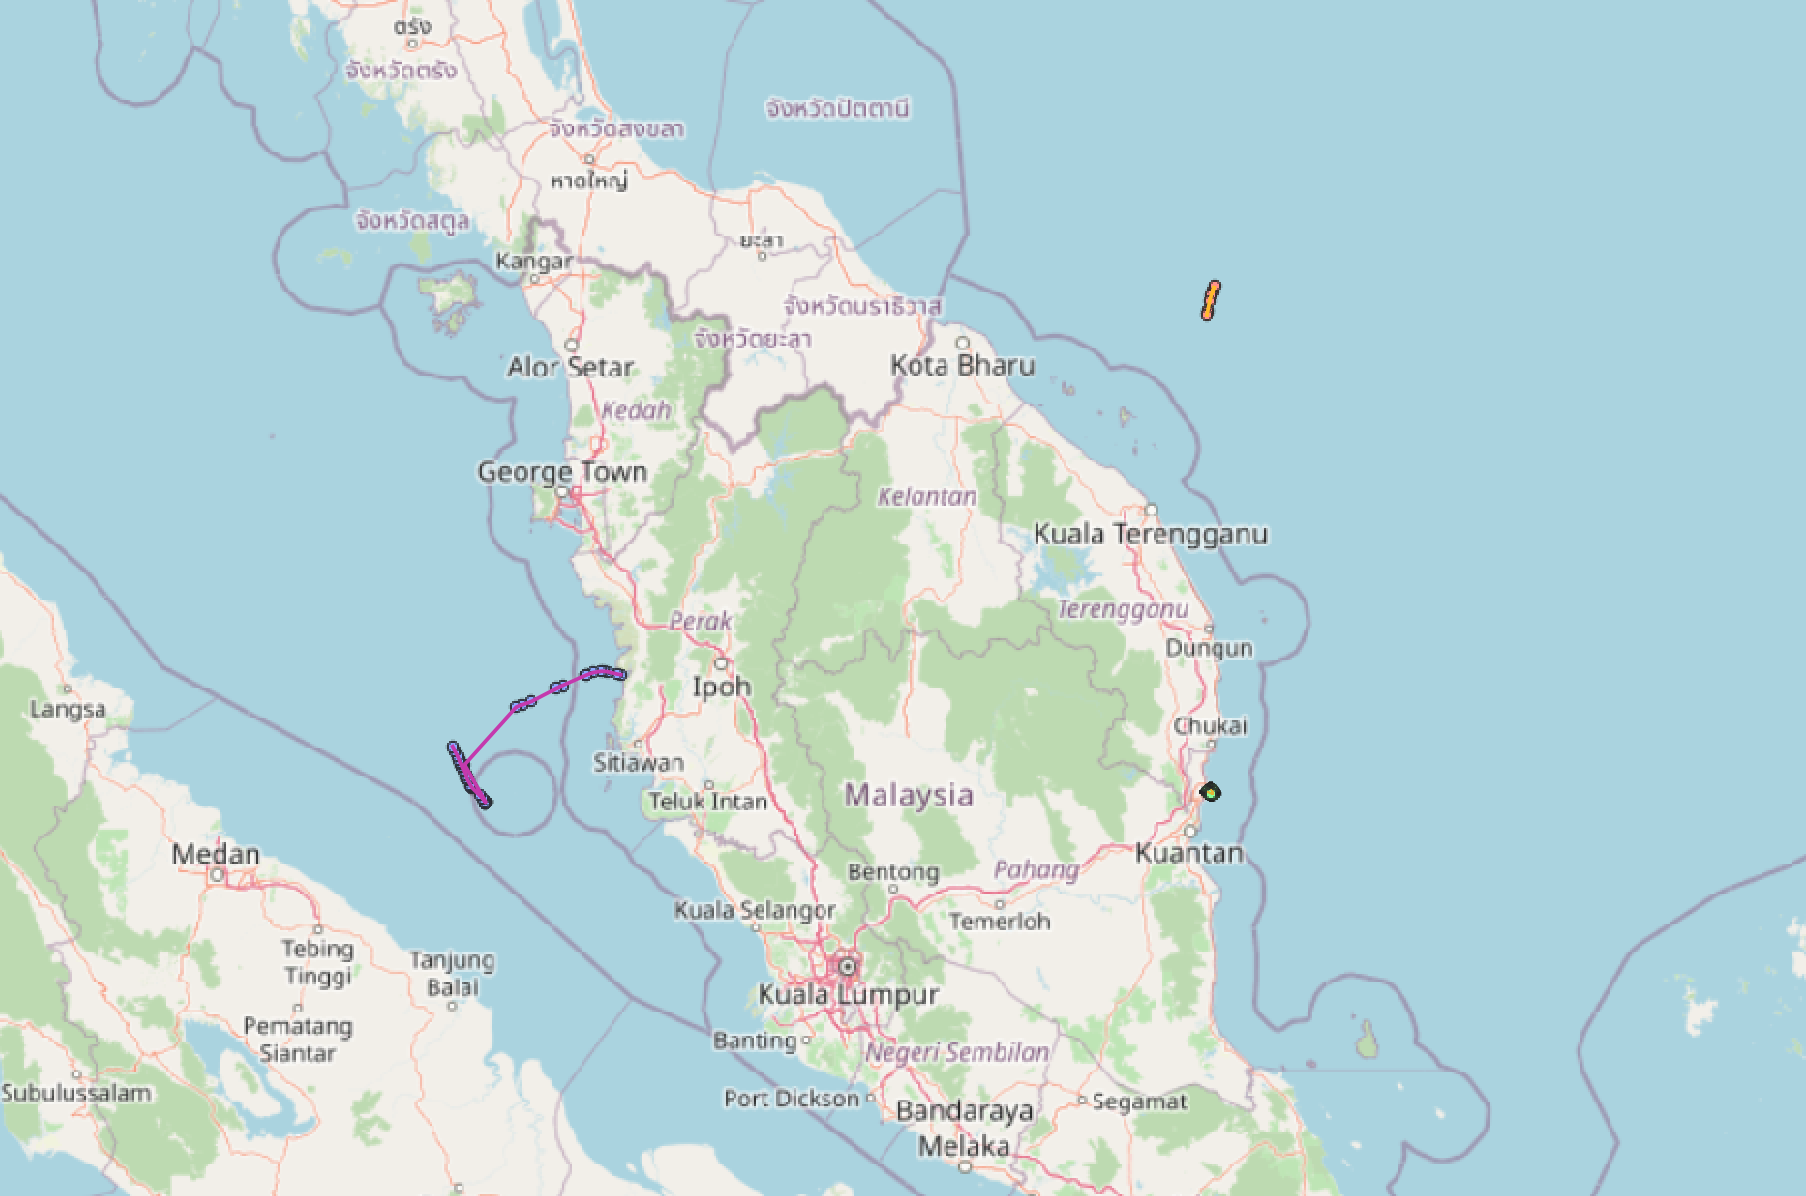 ตรัง
จังหวัดตรัง
จังหวัดปัตตานี
จังหวัดสงขลา
หาดใหญ่
จังหวัดสตูล
ยะลา
Kangar
จังหวัดนราธิวาส
จังหวัดยะลา
Alor Setar
Kota Bharu
Kedah
George Town
Kelantan
Kuala Terengganu
Terengganu
Perak
Dungun
Ipoh
Langsa
Chukai
Sitiawan
Teluk Intan
Malaysia
Medan
Kuantan
Bentong
Pahang
Kuala Selangor
Temerloh
Tebing
Tinggi
Tanjung
Balai
Kuala Lumpur
Pematang
Siantar
Banting
Negeri Sembilan
Subulussalam
Port Dickson
Segamat
Bandaraya
Melaka